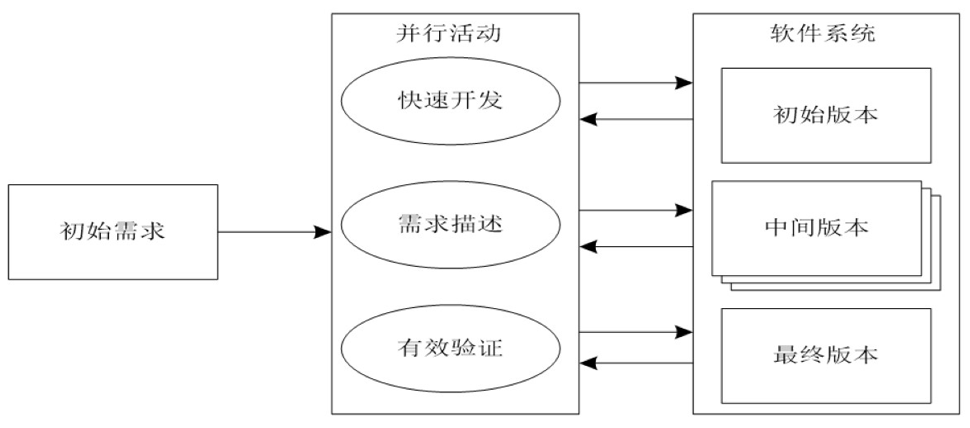 初始需求
并行活动
快速开发
需求描述
有效验证
软件系统
初始版本
中间版本
最终版本